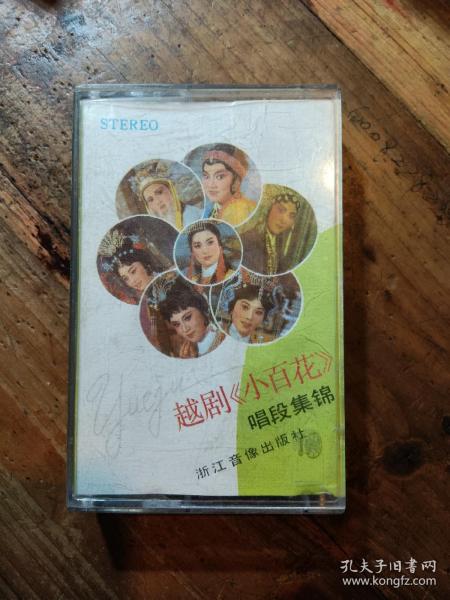 STEREO
越剧《小百花》
唱段集锦
浙江音像出版社
孔夫子旧书网
www.kongfz.com